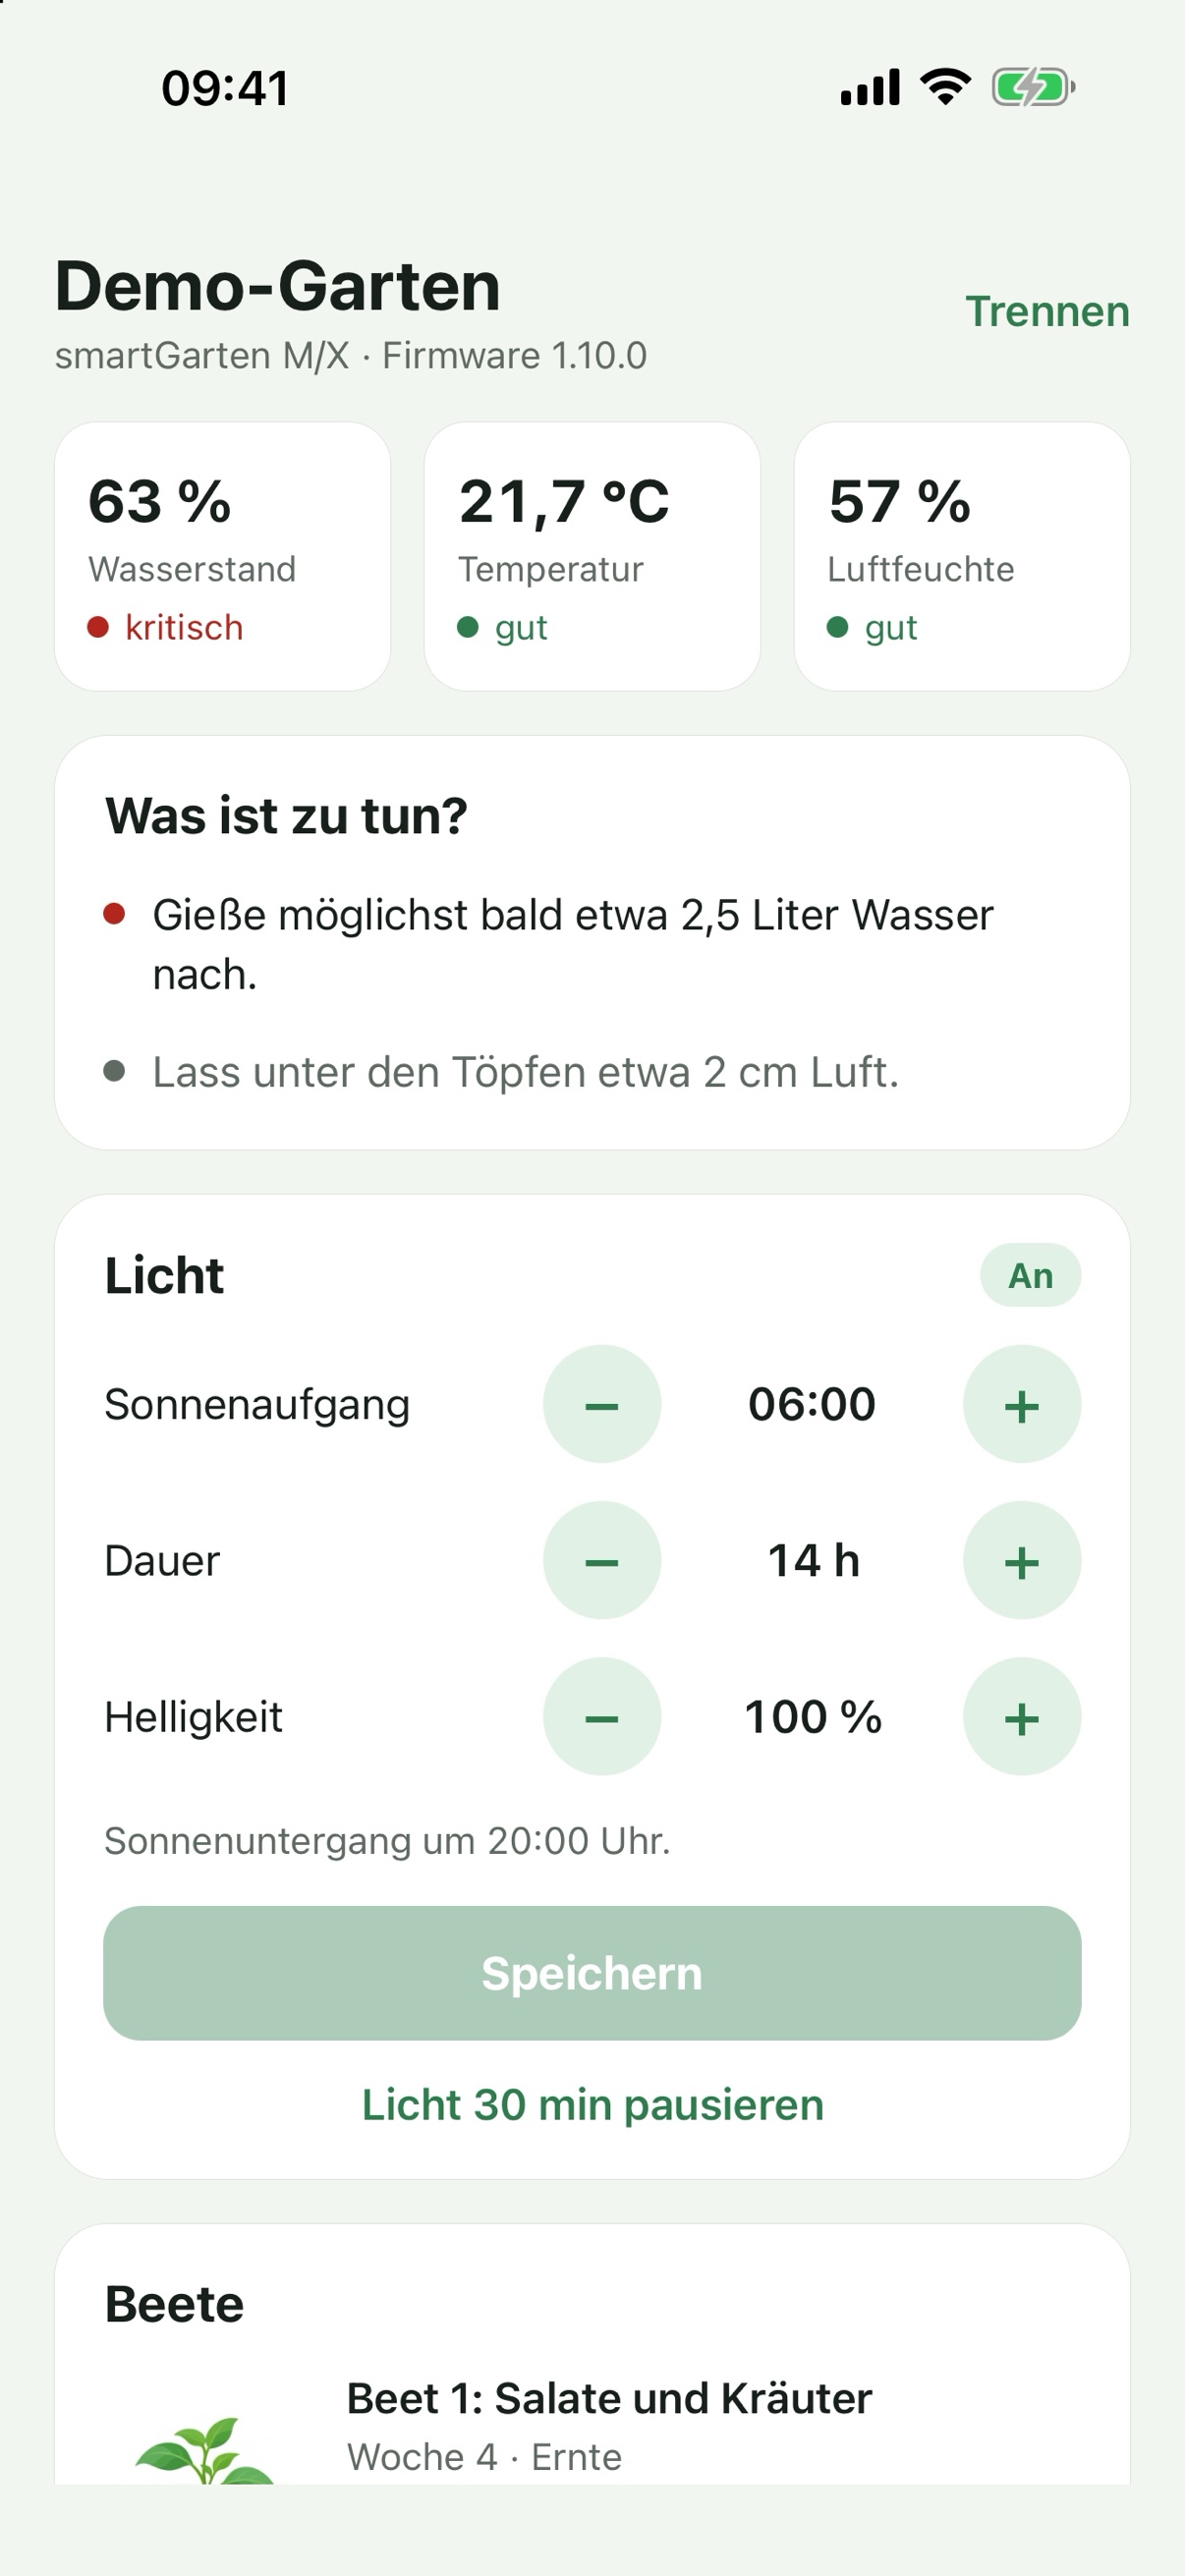 09:41
Demo-Garten
Trennen
smartGarten M/X · Firmware 1.10.0
63 %
Wasserstand
kritisch
21,7 °C
Temperatur
gut
57 %
Luftfeuchte
gut
Was ist zu tun?
Gieße möglichst bald etwa 2,5 Liter Wasser
nach.
Lass unter den Töpfen etwa 2 cm Luft.
Licht
An
Sonnenaufgang − 06:00 +
Dauer − 14 h +
Helligkeit − 100 % +
Sonnenuntergang um 20:00 Uhr.
Speichern
Licht 30 min pausieren
Beete
Beet 1: Salate und Kräuter
Woche 4 · Ernte